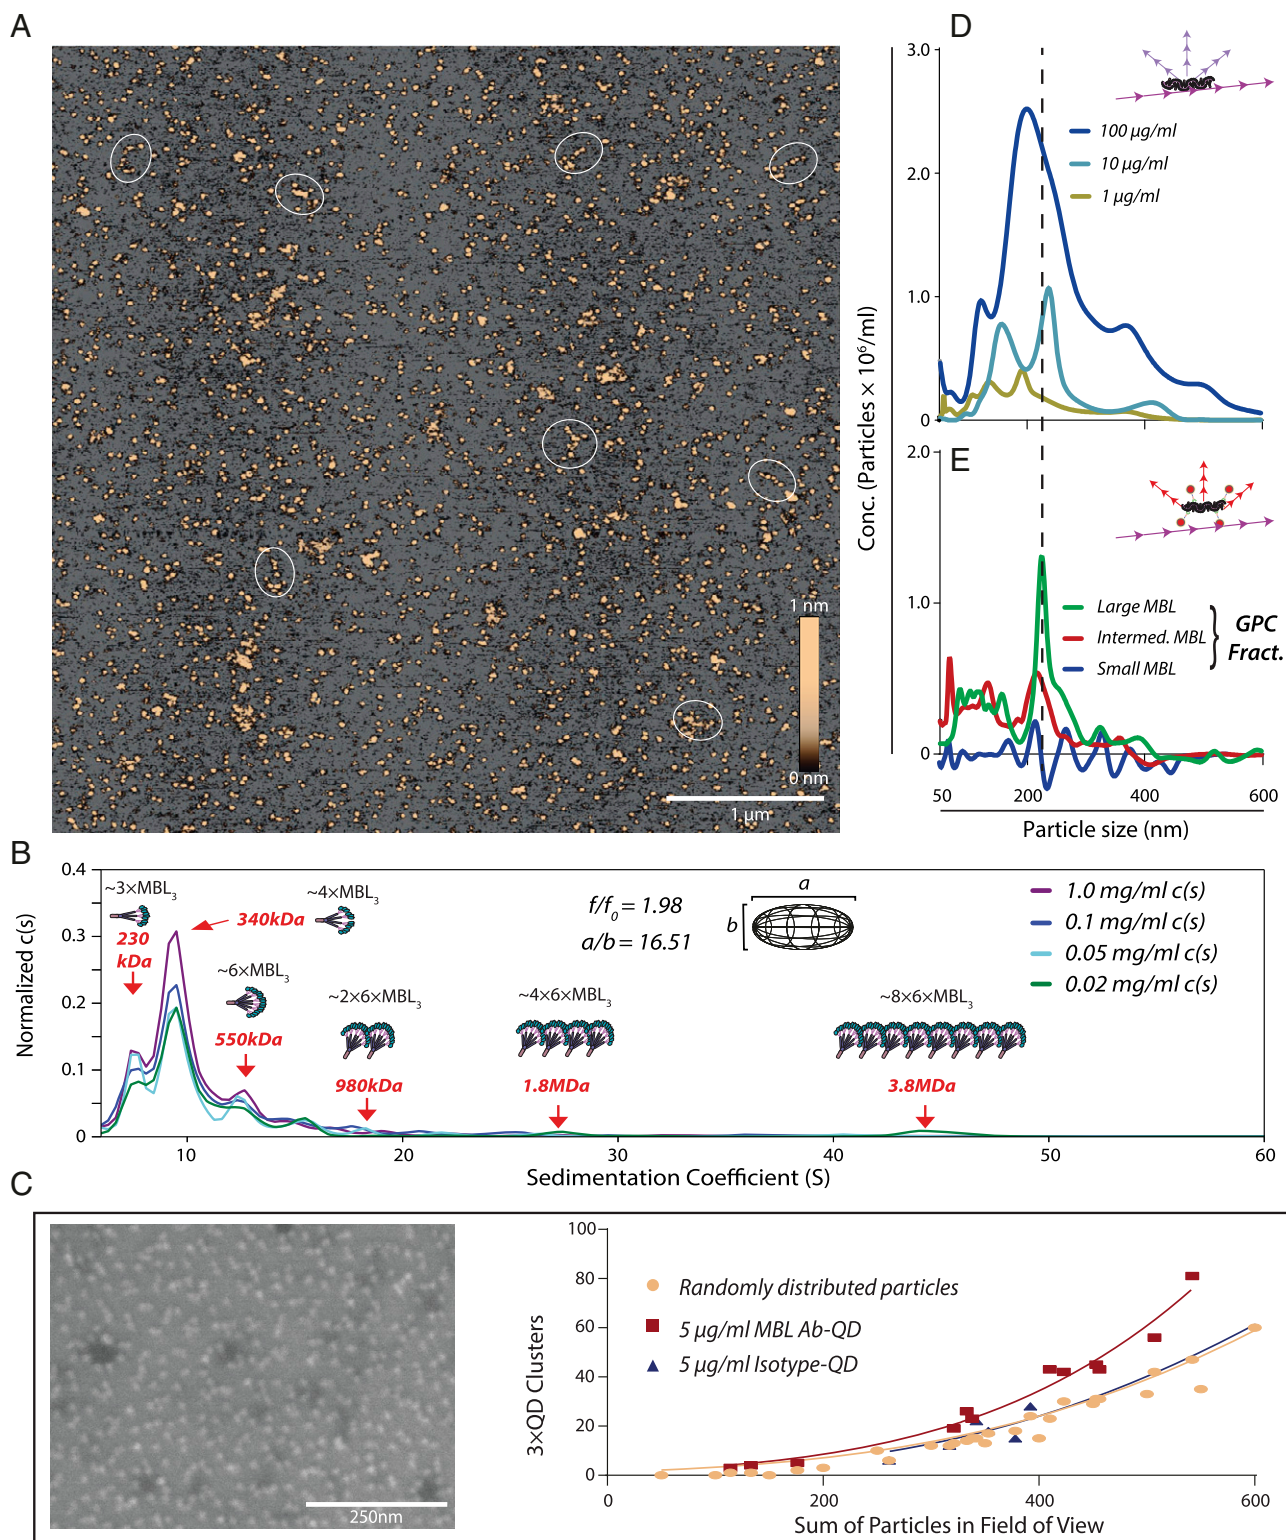 A
1 nm
0 nm
1 μm
D
3.0
2.0
1.0
0
100 μg/ml
10 μg/ml
1 μg/ml
Conc. (Particles × 10⁶/ml)
E
2.0
1.0
0
Large MBL
Intermed. MBL
Small MBL
GPC
Fract.
50 200 400 600
Particle size (nm)
B
Normalized c(s)
0.4
0.3
0.2
0.1
0
~3×MBL₃
230
kDa
340kDa
~4×MBL₃
~6×MBL₃
550kDa
~2×6×MBL₃
980kDa
~4×6×MBL₃
1.8MDa
~8×6×MBL₃
3.8MDa
f/f₀ = 1.98
a/b = 16.51
a
b
1.0 mg/ml c(s)
0.1 mg/ml c(s)
0.05 mg/ml c(s)
0.02 mg/ml c(s)
10 20 30 40 50 60
Sedimentation Coefficient (S)
C
250nm
3×QD Clusters
100
80
60
40
20
0
Randomly distributed particles
5 μg/ml MBL Ab-QD
5 μg/ml Isotype-QD
0 200 400 600
Sum of Particles in Field of View